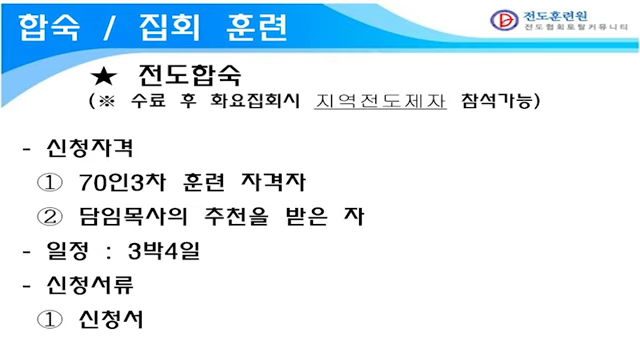 합숙 / 집회 훈련
전도훈련원
전도협회토탈커뮤니티
★ 전도합숙
(※ 수료 후 화요집회시 지역전도제자 참석가능)
- 신청자격
① 70인3차 훈련 자격자
② 담임목사의 추천을 받은 자
- 일정 : 3박4일
- 신청서류
① 신청서